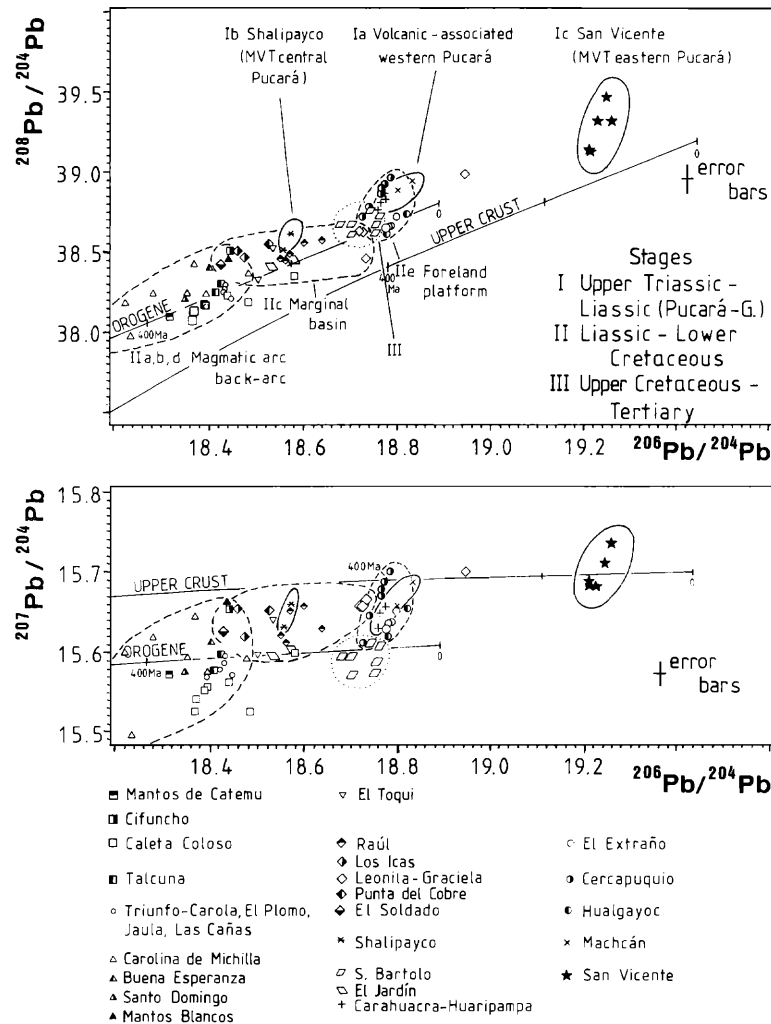 Ib Shalipayco
(MVT central
Pucará)
Ia Volcanic-associated
western Pucará
Ic San Vicente
(MVT eastern Pucará)
208Pb/204Pb
39.5
39.0
38.5
38.0
0
0
error
bars
UPPER CRUST
400
Ma
OROGENE
400Ma
IIe Foreland
platform
IIc Marginal
basin
III
IIa,b,d Magmatic arc
back-arc
Stages
I Upper Triassic -
Liassic (Pucará-G.)
II Liassic - Lower
Cretaceous
III Upper Cretaceous -
Tertiary
18.4 18.6 18.8 19.0 19.2 206Pb/204Pb
207Pb/204Pb
15.8
15.7
15.6
15.5
UPPER CRUST
400Ma
0
OROGENE
400Ma
0
error
bars
18.4 18.6 18.8 19.0 19.2 206Pb/204Pb
Mantos de Catemu
Cifuncho
Caleta Coloso
Talcuna
Triunfo-Carola, El Plomo,
Jaula, Las Cañas
Carolina de Michilla
Buena Esperanza
Santo Domingo
Mantos Blancos
El Toqui
Raúl
Los Icas
Leonila-Graciela
Punta del Cobre
El Soldado
Shalipayco
S. Bartolo
El Jardín
Carahuacra-Huaripampa
El Extraño
Cercapuquio
Hualgayoc
Machcán
San Vicente